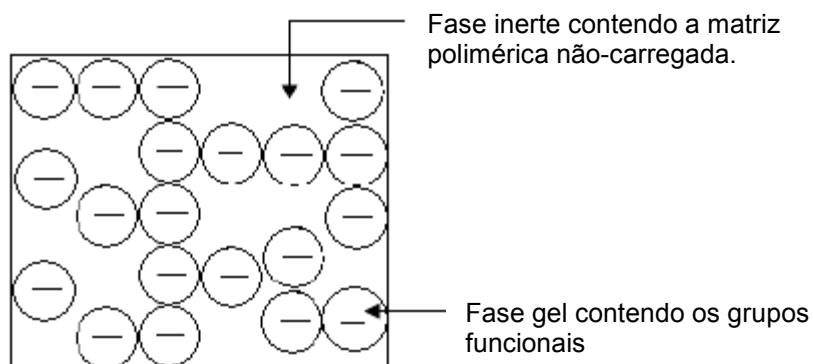 Fase inerte contendo a matriz
polimérica não-carregada.
Fase gel contendo os grupos
funcionais